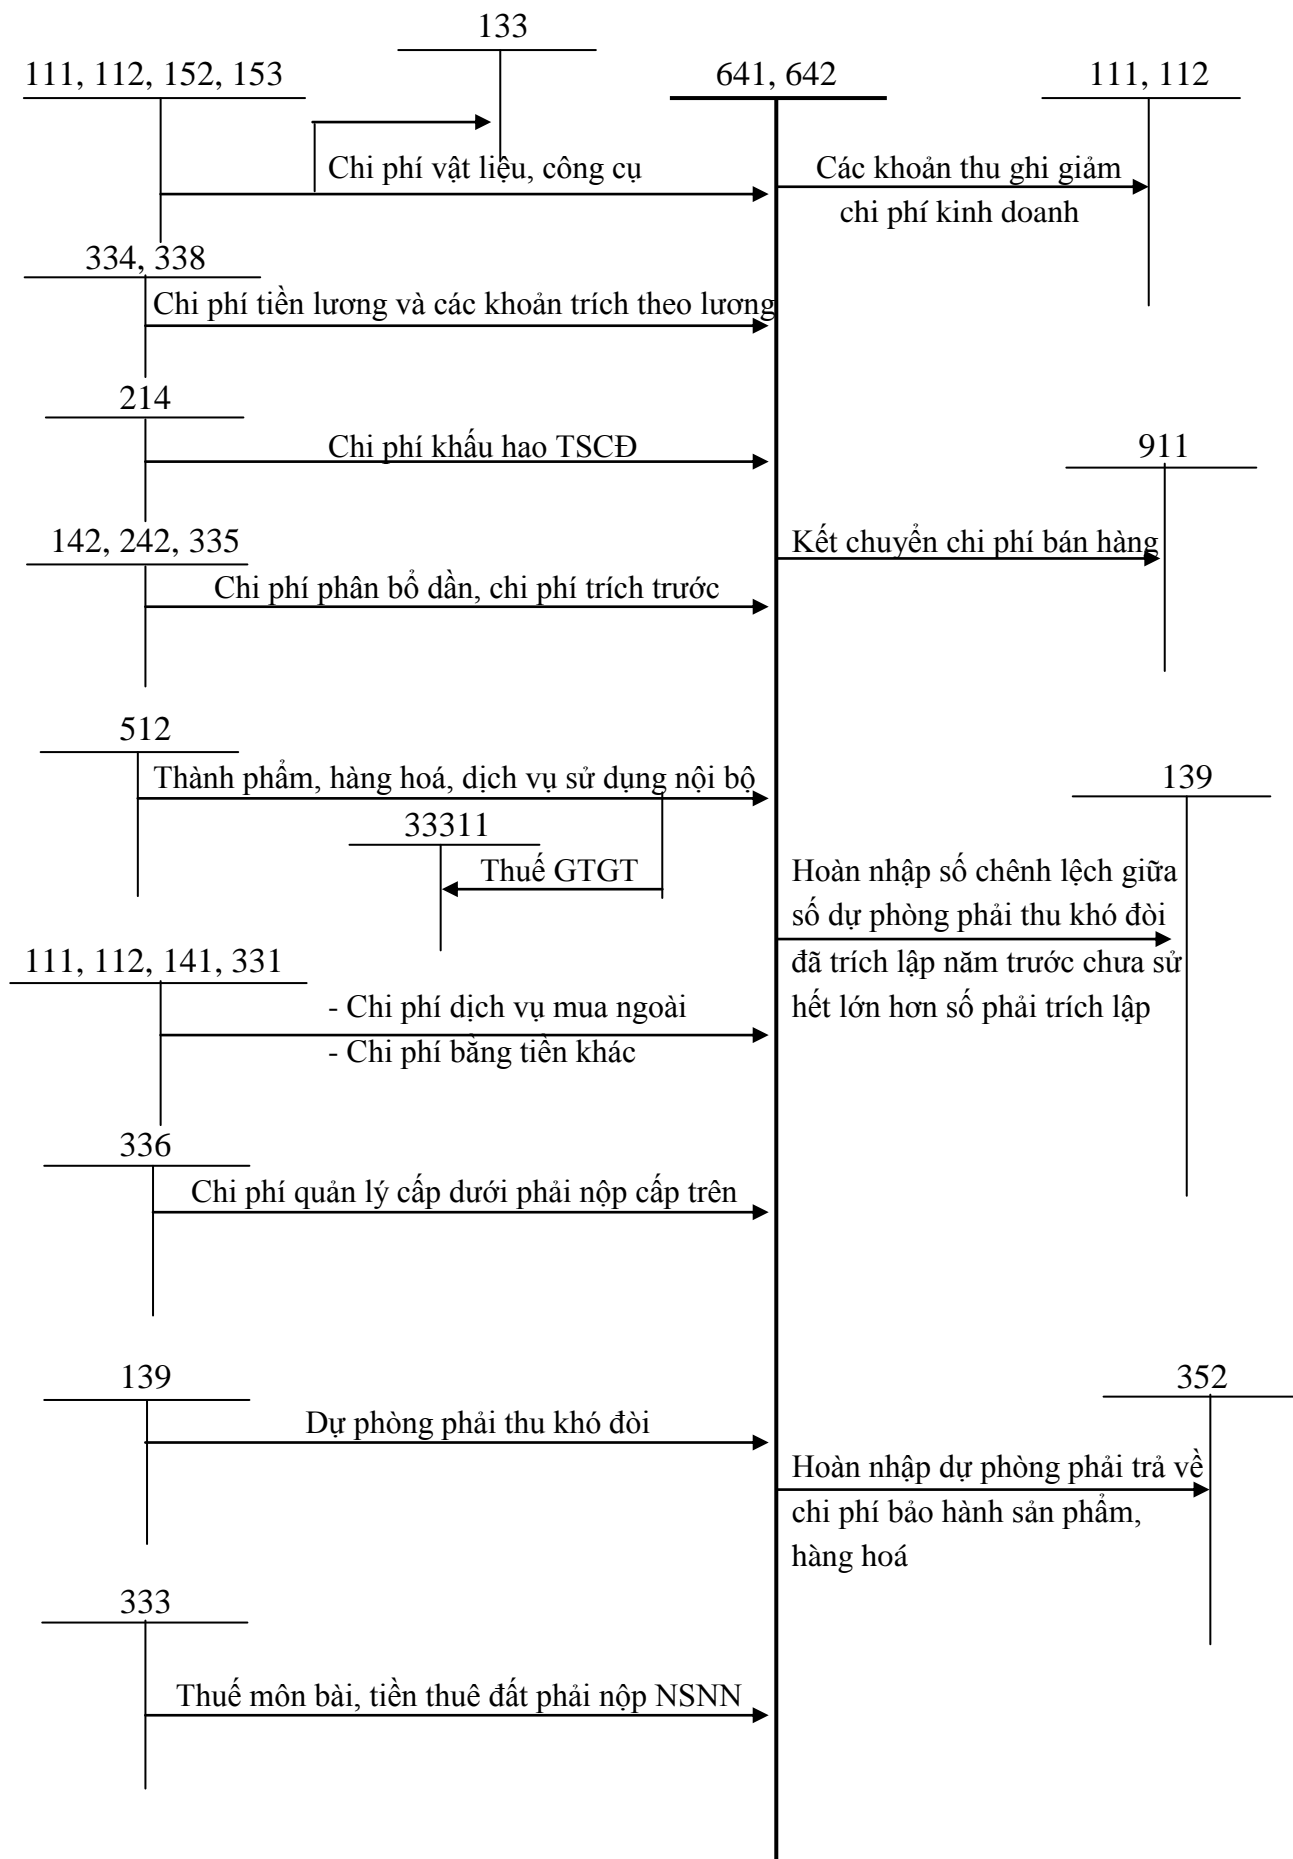 133
111, 112, 152, 153
641, 642
111, 112
Chi phí vật liệu, công cụ
Các khoản thu ghi giảm
chi phí kinh doanh
334, 338
Chi phí tiền lương và các khoản trích theo lương
214
Chi phí khấu hao TSCĐ
911
142, 242, 335
Kết chuyển chi phí bán hàng
Chi phí phân bổ dần, chi phí trích trước
512
Thành phẩm, hàng hoá, dịch vụ sử dụng nội bộ
139
33311
Thuế GTGT
Hoàn nhập số chênh lệch giữa
số dự phòng phải thu khó đòi
đã trích lập năm trước chưa sử
hết lớn hơn số phải trích lập
111, 112, 141, 331
- Chi phí dịch vụ mua ngoài
- Chi phí bằng tiền khác
336
Chi phí quản lý cấp dưới phải nộp cấp trên
139
352
Dự phòng phải thu khó đòi
Hoàn nhập dự phòng phải trả về
chi phí bảo hành sản phẩm,
hàng hoá
333
Thuế môn bài, tiền thuê đất phải nộp NSNN